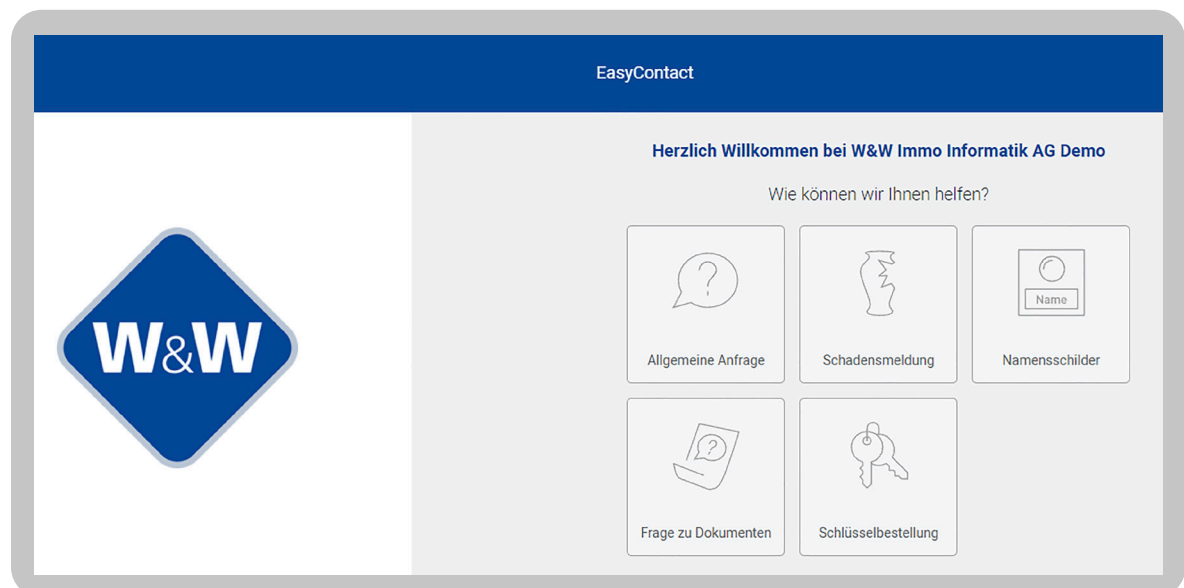 EasyContact
W&W
Herzlich Willkommen bei W&W Immo Informatik AG Demo
Wie können wir Ihnen helfen?
?
Name
Allgemeine Anfrage
Schadensmeldung
Namensschilder
?
Frage zu Dokumenten
Schlüsselbestellung